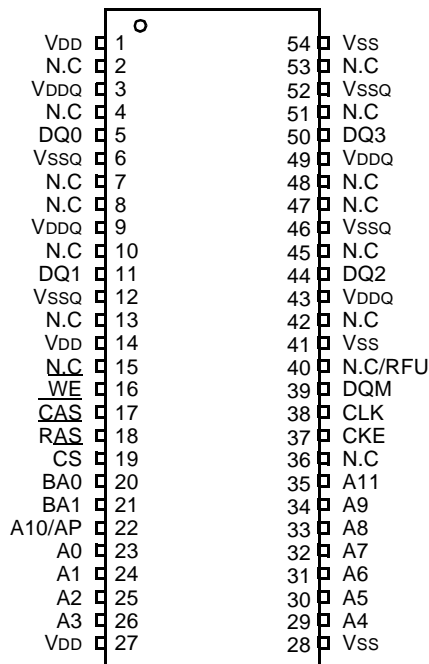 VDD 1 54 VSS
N.C 2 53 N.C
VDDQ 3 52 VSSQ
N.C 4 51 N.C
DQ0 5 50 DQ3
VSSQ 6 49 VDDQ
N.C 7 48 N.C
N.C 8 47 N.C
VDDQ 9 46 VSSQ
N.C 10 45 N.C
DQ1 11 44 DQ2
VSSQ 12 43 VDDQ
N.C 13 42 N.C
VDD 14 41 VSS
N.C 15 40 N.C/RFU
WE 16 39 DQM
CAS 17 38 CLK
RAS 18 37 CKE
CS 19 36 N.C
BA0 20 35 A11
BA1 21 34 A9
A10/AP 22 33 A8
A0 23 32 A7
A1 24 31 A6
A2 25 30 A5
A3 26 29 A4
VDD 27 28 VSS